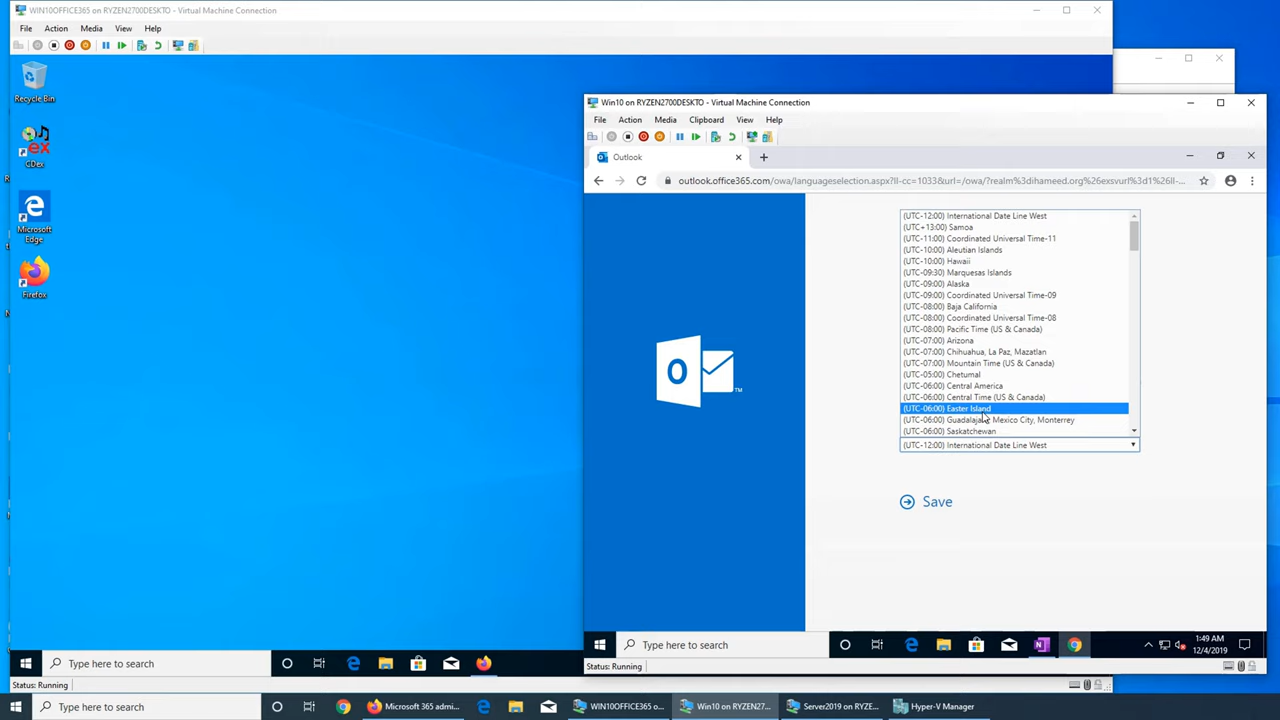 WIN10OFFICE365 on RYZEN2700DESKTO - Virtual Machine Connection
File Action Media View Help
Recycle Bin
CDex
Microsoft
Edge
Firefox
Win10 on RYZEN2700DESKTO - Virtual Machine Connection
File Action Media Clipboard View Help
Outlook
outlook.office365.com/owa/languageselection.aspx?ll-cc=1033&url=/owa/?realm%3dihameed.org%26exsvurl%3d1%26ll-...
(UTC-12:00) International Date Line West
(UTC+13:00) Samoa
(UTC-11:00) Coordinated Universal Time-11
(UTC-10:00) Aleutian Islands
(UTC-10:00) Hawaii
(UTC-09:30) Marquesas Islands
(UTC-09:00) Alaska
(UTC-09:00) Coordinated Universal Time-09
(UTC-08:00) Baja California
(UTC-08:00) Coordinated Universal Time-08
(UTC-08:00) Pacific Time (US & Canada)
(UTC-07:00) Arizona
(UTC-07:00) Chihuahua, La Paz, Mazatlan
(UTC-07:00) Mountain Time (US & Canada)
(UTC-05:00) Chetumal
(UTC-06:00) Central America
(UTC-06:00) Central Time (US & Canada)
(UTC-06:00) Easter Island
(UTC-06:00) Guadalajara, Mexico City, Monterrey
(UTC-06:00) Saskatchewan
(UTC-12:00) International Date Line West
Save
O
TM
Type here to search
1:49 AM
12/4/2019
Status: Running
Type here to search
Status: Running
Type here to search
Microsoft 365 admi...
WIN10OFFICE365 o...
Win10 on RYZEN27...
Server2019 on RYZE...
Hyper-V Manager